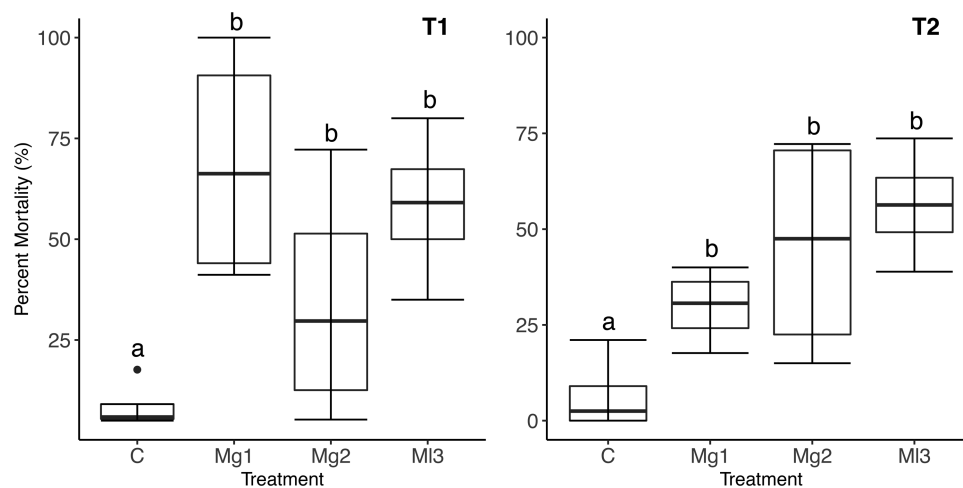 T1
Percent Mortality (%)
100
75
50
25
a
b
b
b
C
Mg1
Mg2
Ml3
Treatment
T2
100
75
50
25
0
a
b
b
b
C
Mg1
Mg2
Ml3
Treatment